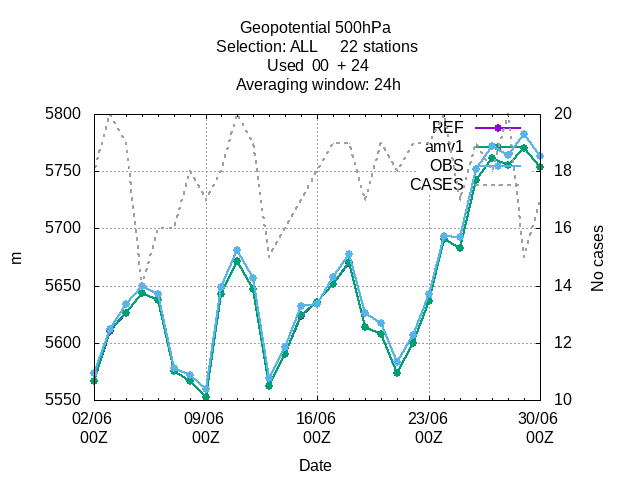 Geopotential 500hPa
Selection: ALL     22 stations
Used  00  + 24
Averaging window: 24h
5800 20
REF
amv1
5750 OBS 18
CASES
5700 16
m
No cases
5650 14
5600 12
5550 10
02/06 09/06 16/06 23/06 30/06
00Z 00Z 00Z 00Z 00Z
Date